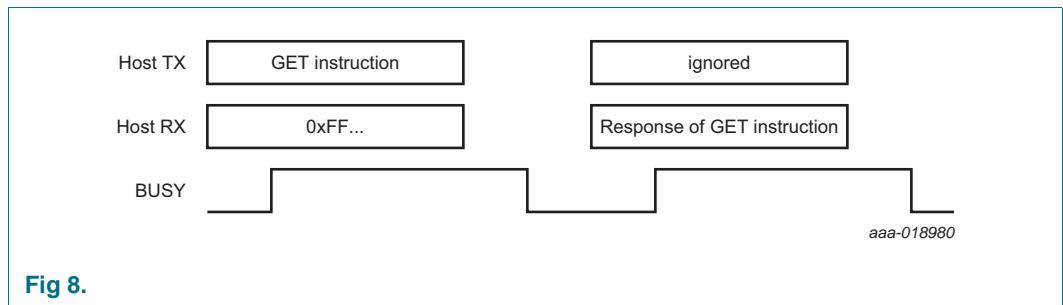 Host TX GET instruction ignored
Host RX 0xFF... Response of GET instruction
BUSY
aaa-018980
Fig 8.